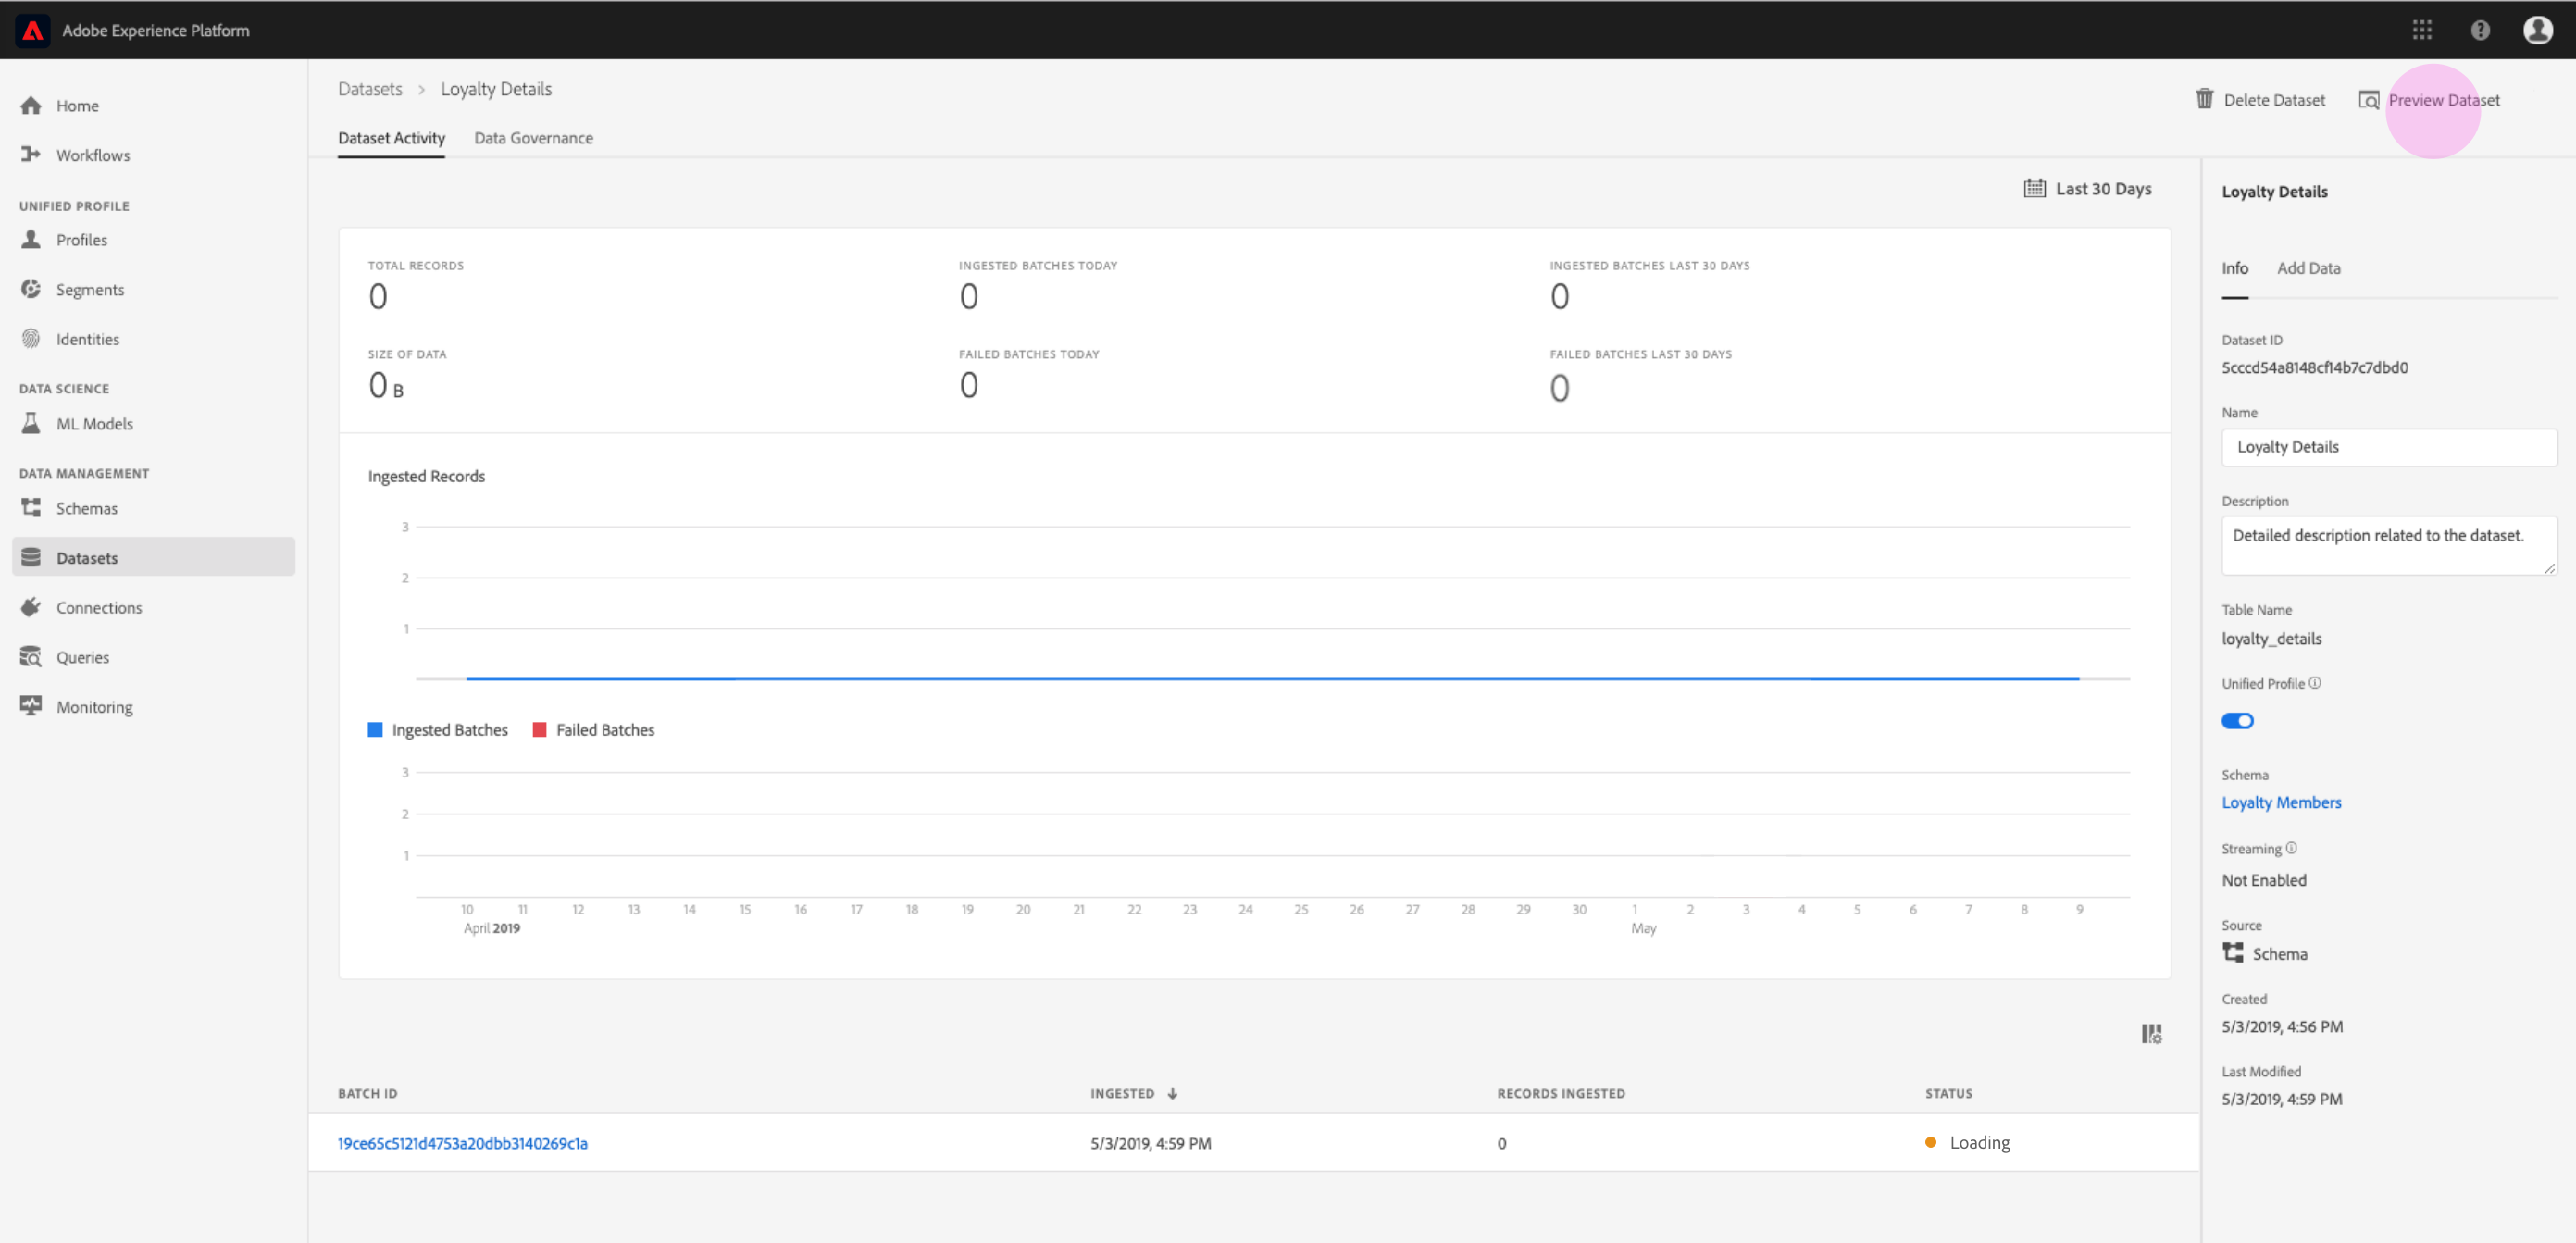 Adobe Experience Platform
Home
Workflows
UNIFIED PROFILE
Profiles
Segments
Identities
DATA SCIENCE
ML Models
DATA MANAGEMENT
Schemas
Datasets
Connections
Queries
Monitoring
Datasets > Loyalty Details
Delete Dataset Preview Dataset
Dataset Activity Data Governance
Last 30 Days
TOTAL RECORDS INGESTED BATCHES TODAY INGESTED BATCHES LAST 30 DAYS
0 0 0
SIZE OF DATA FAILED BATCHES TODAY FAILED BATCHES LAST 30 DAYS
0 B 0 0
Ingested Records
3
2
1
Ingested Batches Failed Batches
3
2
1
10 11 12 13 14 15 16 17 18 19 20 21 22 23 24 25 26 27 28 29 30 1 2 3 4 5 6 7 8 9
April 2019 May
BATCH ID INGESTED RECORDS INGESTED STATUS
19ce65c5121d4753a20dbb3140269c1a 5/3/2019, 4:59 PM 0 Loading
Loyalty Details
Info Add Data
Dataset ID
5cccd54a8148cf14b7c7dbd0
Name
Loyalty Details
Description
Detailed description related to the dataset.
Table Name
loyalty_details
Unified Profile
Schema
Loyalty Members
Streaming
Not Enabled
Source
Schema
Created
5/3/2019, 4:56 PM
Last Modified
5/3/2019, 4:59 PM